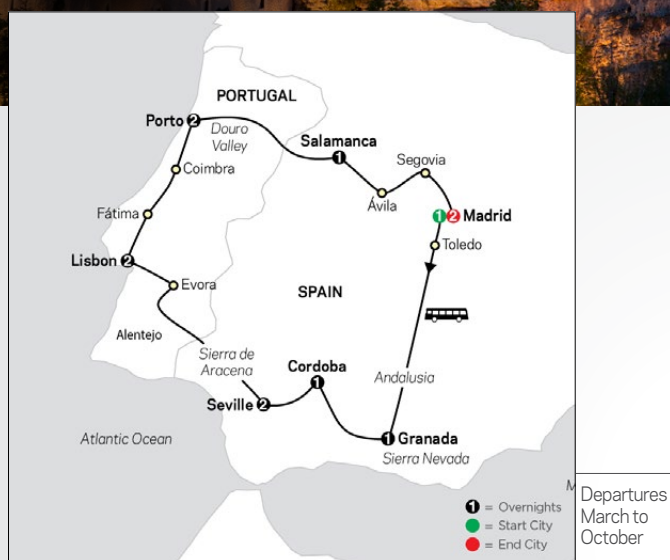 PORTUGAL
Porto 2
Douro
Valley
Salamanca
1
Segovia
Coimbra
Ávila
Fátima
1 2 Madrid
Toledo
Lisbon 2
Evora
SPAIN
Alentejo
Sierra de
Aracena
Cordoba
1
Andalusia
Seville 2
1 Granada
Atlantic Ocean
Sierra Nevada
M
1 = Overnights
= Start City
= End City
Departures
March to
October